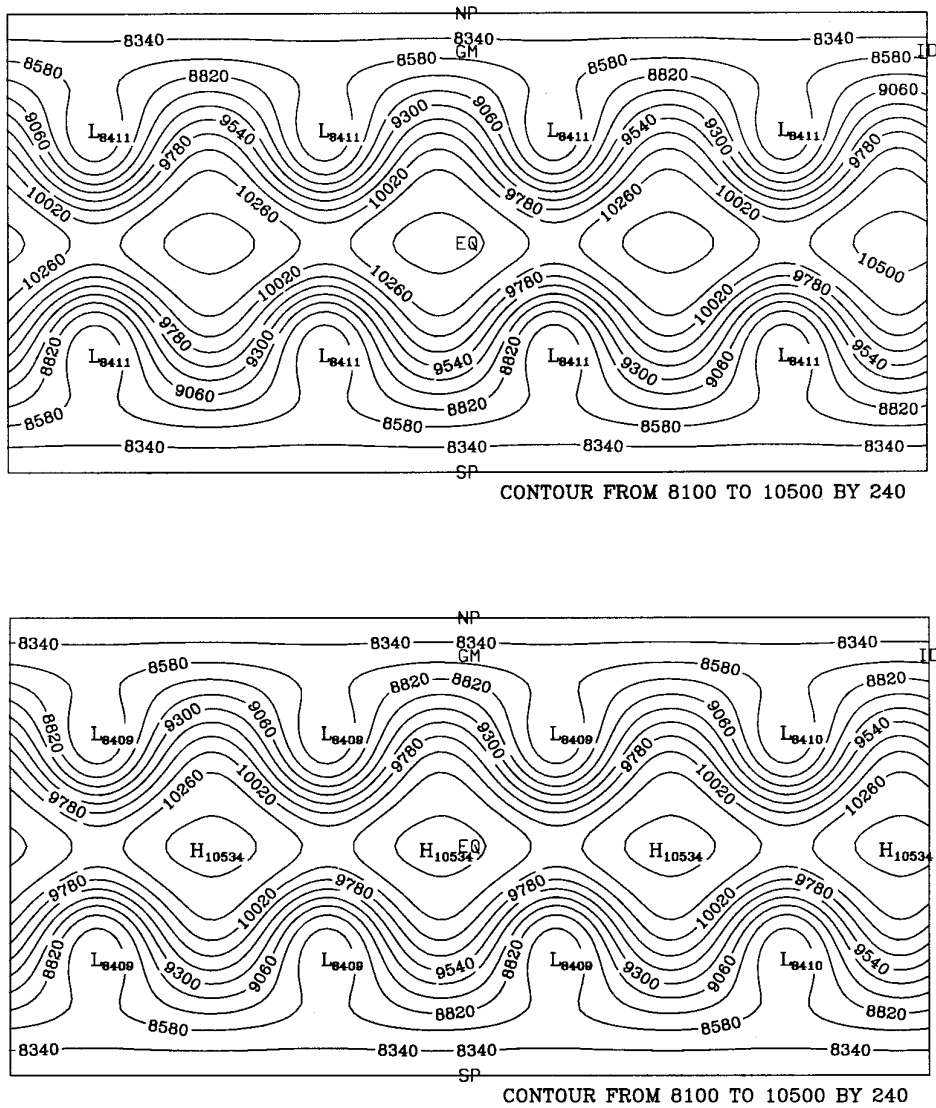 NP
8340 8340 8340
GM ID
8580 8820 8580 8580 8820 8580
9060 9300 9060 9060
9060 L8411 9540 L8411 L8411 9540 9300 L8411
9780 9780 9780
10020 10260 10020 9780 10260 10020
EQ
10260 10020 10260 9780 10020 9780 10500
9780 9300 9540 8820 9300 9540
8820 L8411 L8411 L8411 L8411
9060 8820 9060 8820
8580 8580
8340 8340 8340 8340
SP
CONTOUR FROM 8100 TO 10500 BY 240
NP
8340 8340 8340 8340
GM ID
8580 8820 8820 8580 8820
8820 L8409 9300 9060 L8409 9300 L8409 9060 L8410 9540
9780 9780 9780
10260 10020 10020 10260
H10534 H10534 EQ H10534 H10534
9780 10020 9780 10020 9780
8820 L8409 9300 9060 L8409 9540 8820 L8409 9300 9060 L8410 9540
8580 8820 8580 8820
8340 8340 8340 8340
SP
CONTOUR FROM 8100 TO 10500 BY 240